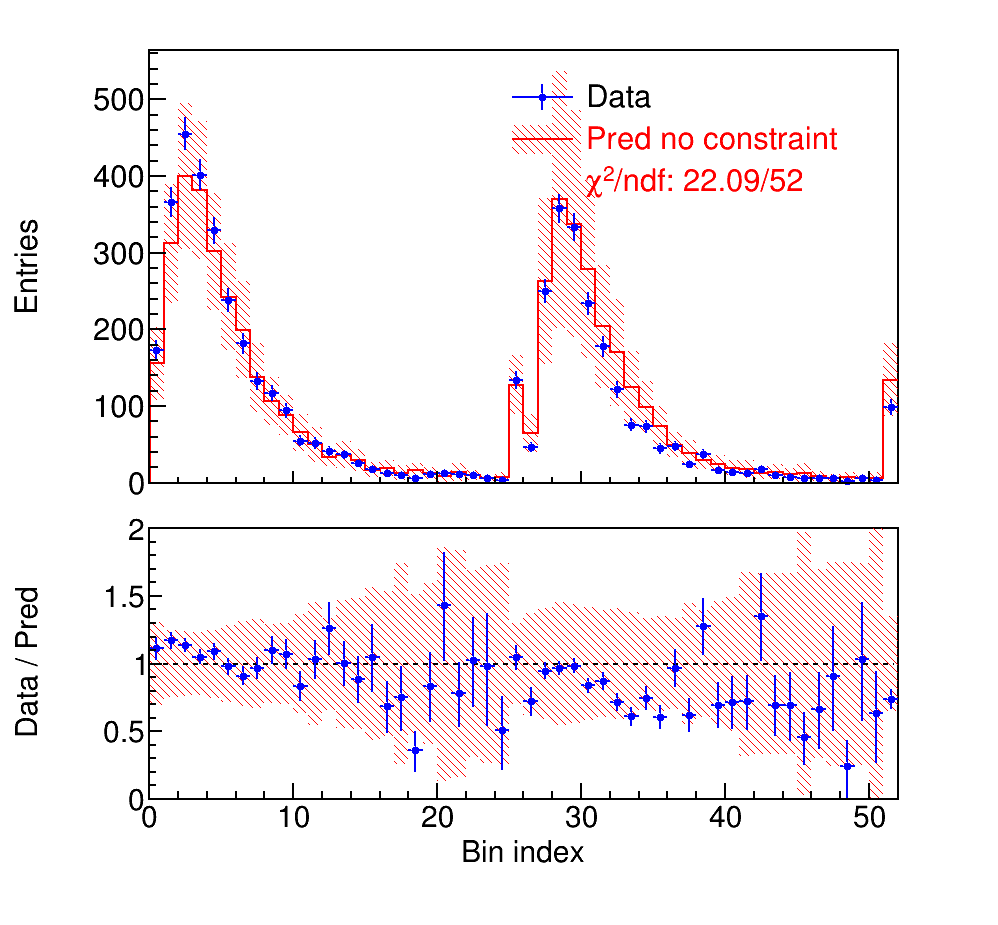 500
400
300
200
100
0
Entries
Data
Pred no constraint
χ²/ndf: 22.09/52
2
1.5
1
0.5
0
Data / Pred
0 10 20 30 40 50
Bin index